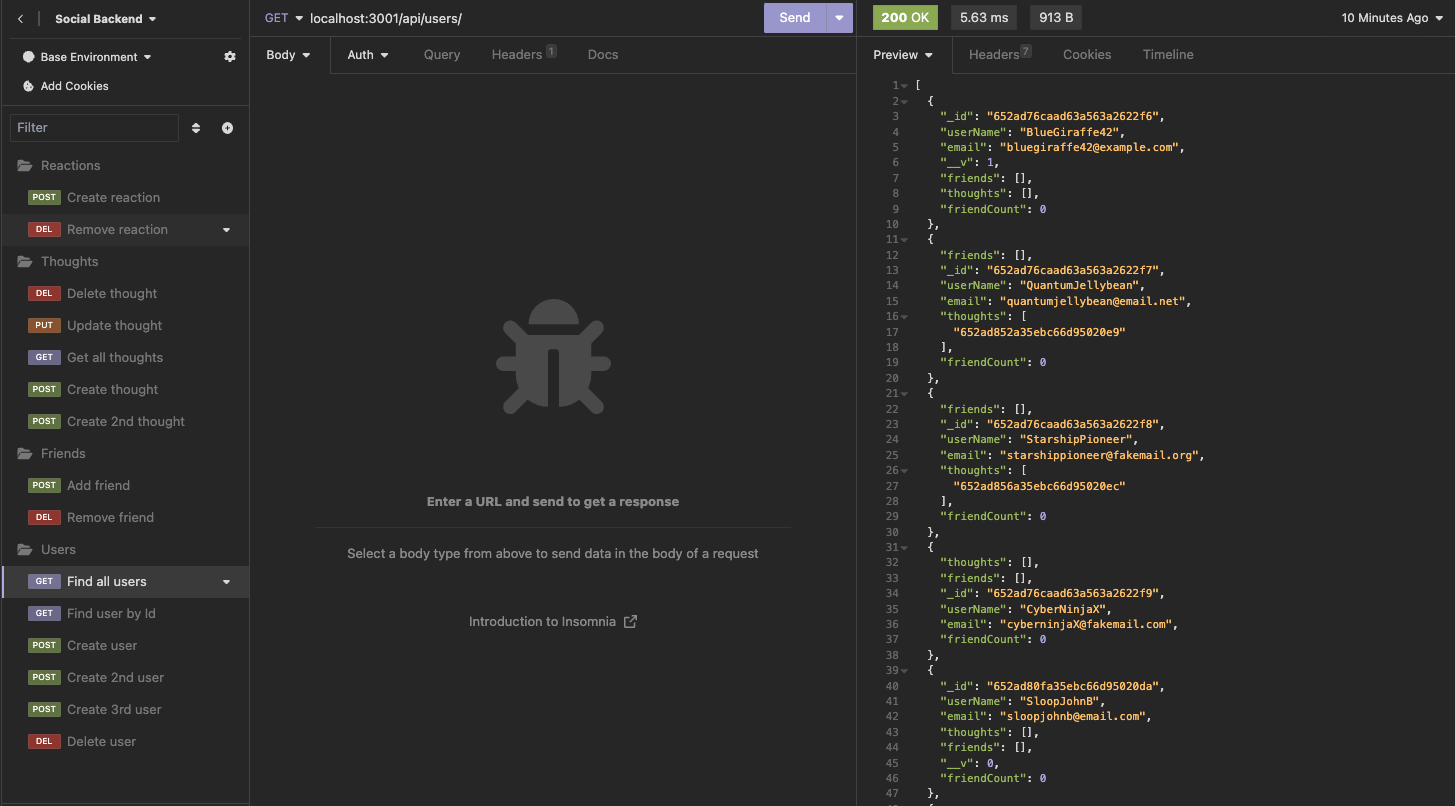 Social Backend
Base Environment
Add Cookies
Filter
Reactions
POST Create reaction
DEL Remove reaction
Thoughts
DEL Delete thought
PUT Update thought
GET Get all thoughts
POST Create thought
POST Create 2nd thought
Friends
POST Add friend
DEL Remove friend
Users
GET Find all users
GET Find user by Id
POST Create user
POST Create 2nd user
POST Create 3rd user
DEL Delete user
GET localhost:3001/api/users/ Send
Body Auth Query Headers 1 Docs
Enter a URL and send to get a response
Select a body type from above to send data in the body of a request
Introduction to Insomnia
200 OK 5.63 ms 913 B 10 Minutes Ago
Preview Headers 7 Cookies Timeline
1 [
2 {
3 "_id": "652ad76caad63a563a2622f6",
4 "userName": "BlueGiraffe42",
5 "email": "bluegiraffe42@example.com",
6 "__v": 1,
7 "friends": [],
8 "thoughts": [],
9 "friendCount": 0
10 },
11 {
12 "friends": [],
13 "_id": "652ad76caad63a563a2622f7",
14 "userName": "QuantumJellybean",
15 "email": "quantumjellybean@email.net",
16 "thoughts": [
17 "652ad852a35ebc66d95020e9"
18 ],
19 "friendCount": 0
20 },
21 {
22 "friends": [],
23 "_id": "652ad76caad63a563a2622f8",
24 "userName": "StarshipPioneer",
25 "email": "starshippioneer@fakemail.org",
26 "thoughts": [
27 "652ad856a35ebc66d95020ec"
28 ],
29 "friendCount": 0
30 },
31 {
32 "thoughts": [],
33 "friends": [],
34 "_id": "652ad76caad63a563a2622f9",
35 "userName": "CyberNinjaX",
36 "email": "cyberninjaX@fakemail.com",
37 "friendCount": 0
38 },
39 {
40 "_id": "652ad80fa35ebc66d95020da",
41 "userName": "SloopJohnB",
42 "email": "sloopjohnb@email.com",
43 "thoughts": [],
44 "friends": [],
45 "__v": 0,
46 "friendCount": 0
47 },